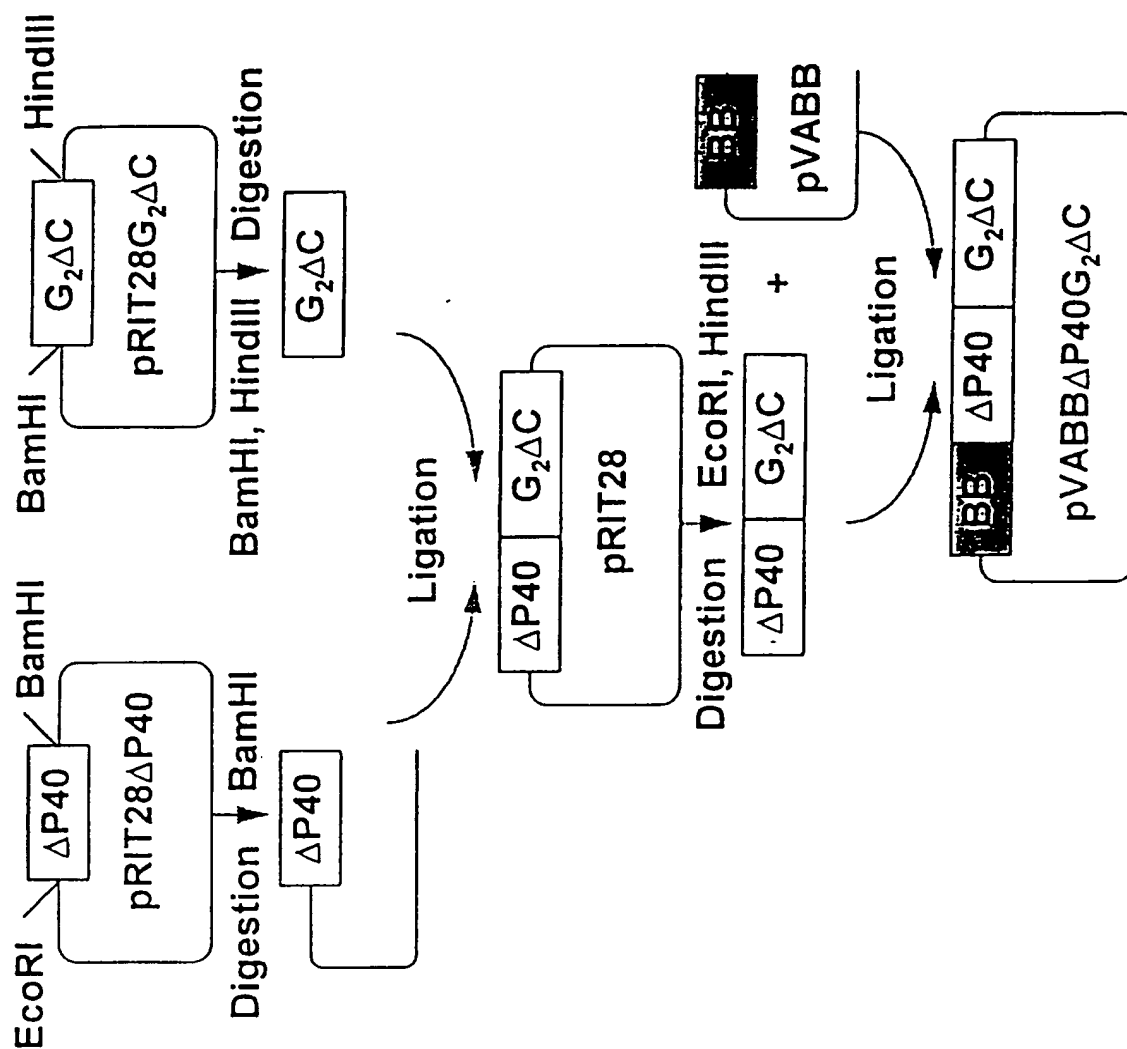 EcoRI
BamHI
ΔP40
pRIT28ΔP40
Digestion
BamHI
ΔP40
BamHI
HindIII
G₂ΔC
pRIT28G₂ΔC
BamHI, HindIII
Digestion
G₂ΔC
Ligation
ΔP40
G₂ΔC
pRIT28
Digestion
EcoRI, HindIII
ΔP40
G₂ΔC
+
BB
pVABB
Ligation
BB
ΔP40
G₂ΔC
pVABBΔP40G₂ΔC